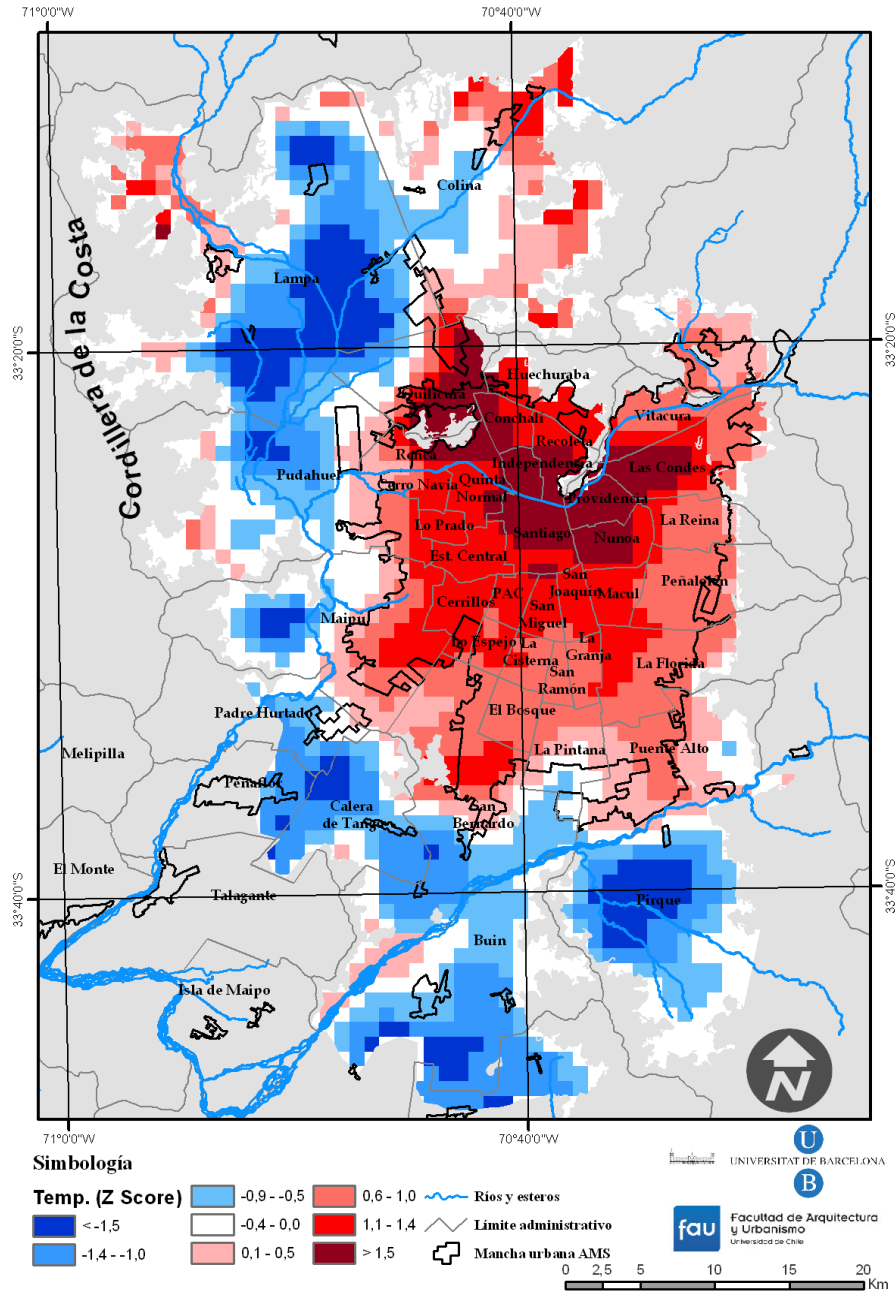 71°0'0"W
70°40'0"W
Colina
Cordillera de la Costa
Lampa
33°20'0"S
33°20'0"S
Huechuraba
Quilicura
Vitacura
Conchalí
Recoleta
Renca
Independencia
Las Condes
Pudahuel
Cerro Navia
Quinta
Normal
Providencia
Lo Prado
Santiago
Nunoa
La Reina
Est. Central
San
Joaquín
Macul
Peñalolén
Cerrillos
PAC
San
Miguel
Maipú
Lo Espejo
La
Cisterna
La
Granja
La Florida
San
Ramón
Padre Hurtado
El Bosque
Melipilla
La Pintana
Puente Alto
Peñaflor
Calera
de Tango
San
Bernardo
El Monte
Talagante
33°40'0"S
33°40'0"S
Pirque
Buin
Isla de Maipo
N
71°0'0"W
70°40'0"W
Simbología
Temp. (Z Score)
< -1,5
-1,4 - -1,0
-0,9 - -0,5
-0,4 - 0,0
0,1 - 0,5
0,6 - 1,0
1,1 - 1,4
> 1,5
Ríos y esteros
Límite administrativo
Mancha urbana AMS
U
UNIVERSITAT DE BARCELONA
B
fau
Facultad de Arquitectura
y Urbanismo
Universidad de Chile
0 2,5 5 10 15 20
Km